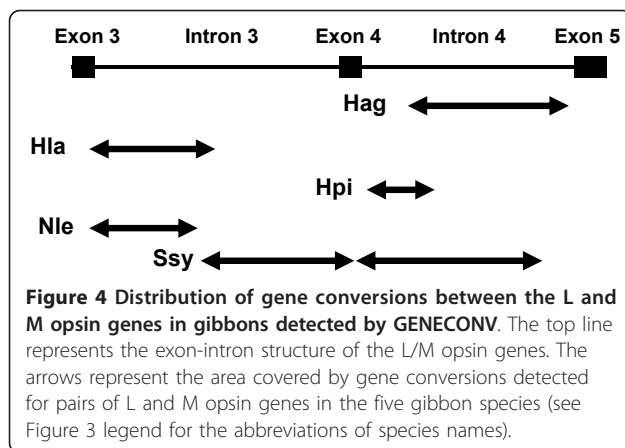 Exon 3 Intron 3 Exon 4 Intron 4 Exon 5
Hag
Hla
Hpi
Nle
Ssy
Figure 4 Distribution of gene conversions between the L and
M opsin genes in gibbons detected by GENECONV. The top line
represents the exon-intron structure of the L/M opsin genes. The
arrows represent the area covered by gene conversions detected
for pairs of L and M opsin genes in the five gibbon species (see
Figure 3 legend for the abbreviations of species names).